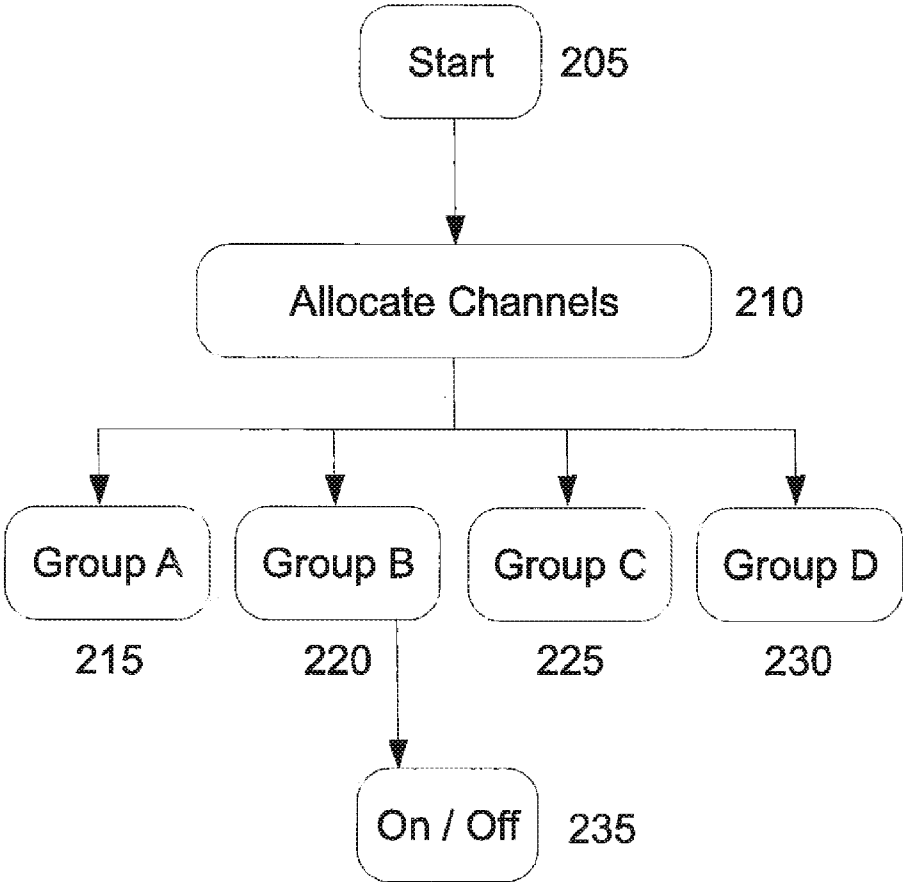 Start 205
Allocate Channels 210
Group A Group B Group C Group D
215 220 225 230
On / Off 235